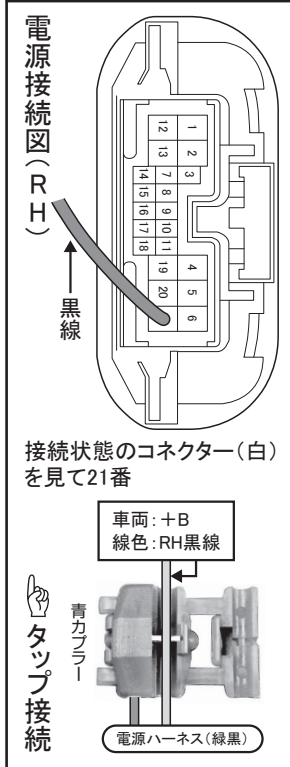 電源接続図(RH)
12 1
13 2
14 7 3
15 8
16 9
17 10
18 11
19 4
20 5
6
黒線
接続状態のコネクター(白)
を見て21番
車両:+B
線色:RH黒線
青カプラー
タップ接続
電源ハーネス(緑黒)